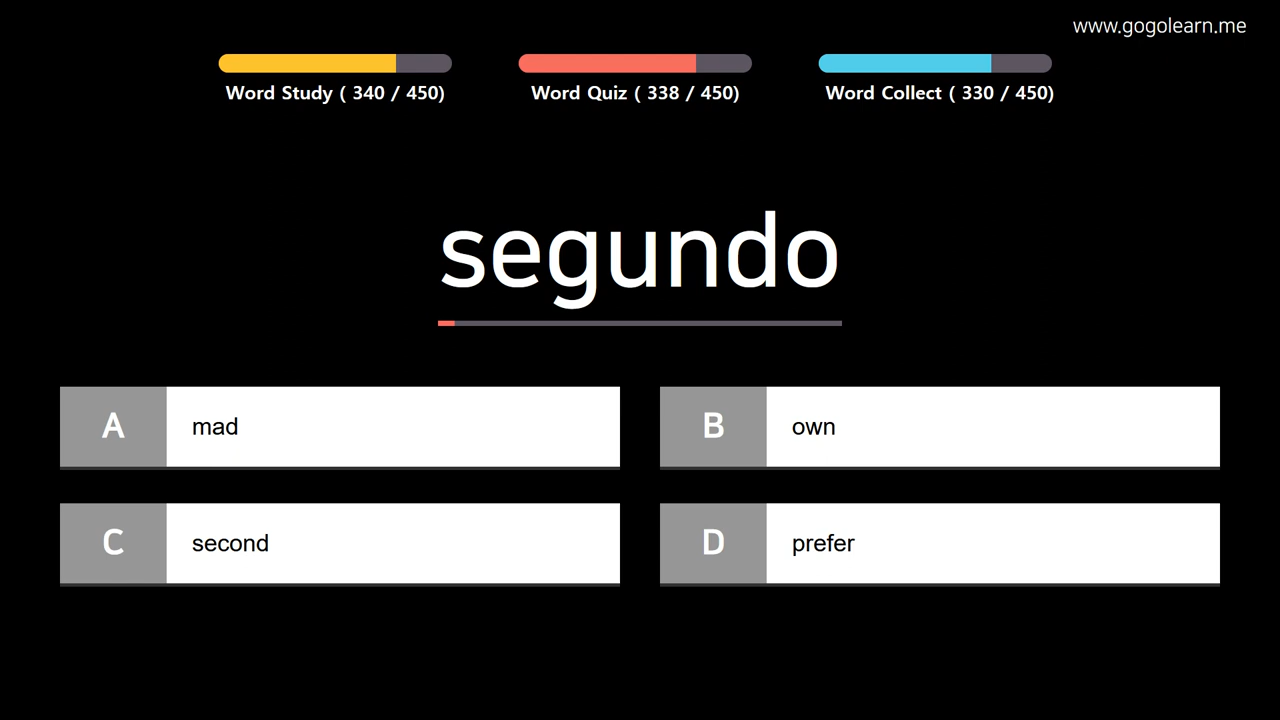 www.gogolearn.me
Word Study ( 340 / 450)
Word Quiz ( 338 / 450)
Word Collect ( 330 / 450)
segundo
A mad
B own
C second
D prefer